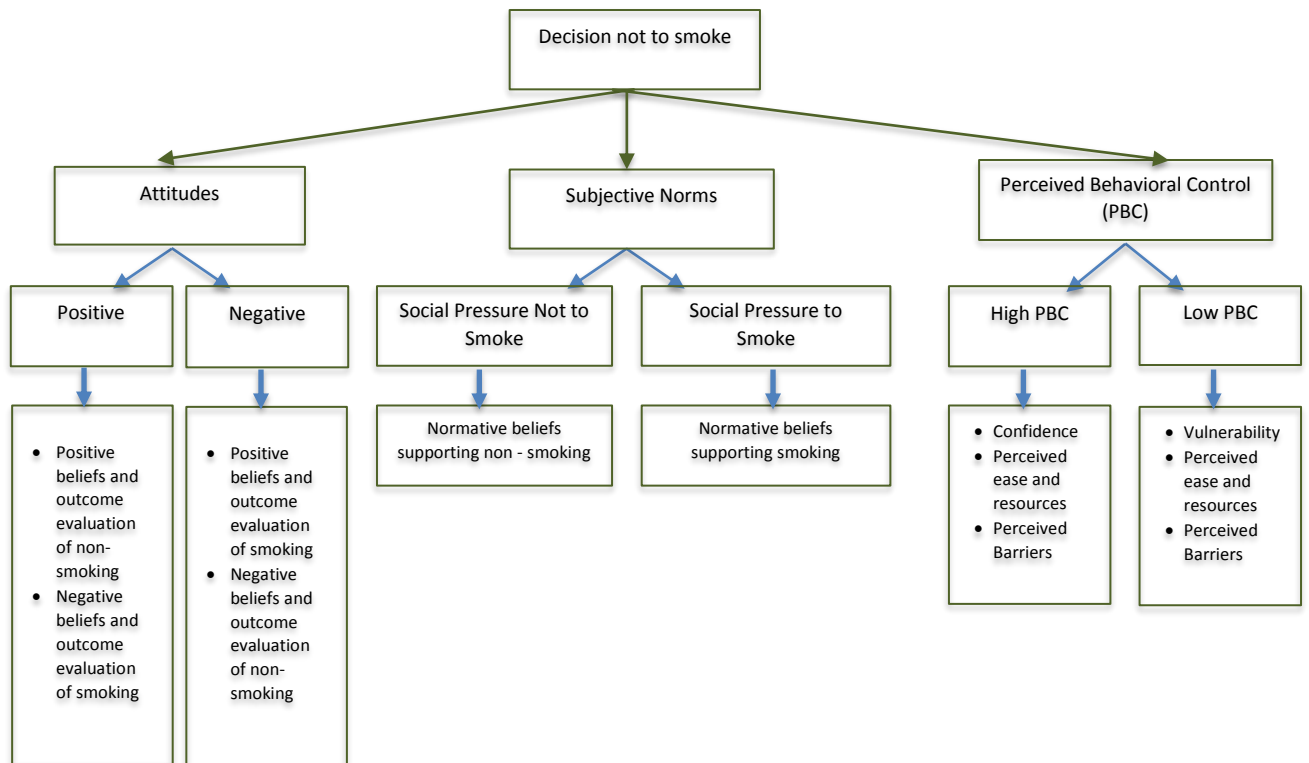 Decision not to smoke
Attitudes
Subjective Norms
Perceived Behavioral Control
(PBC)
Positive
Negative
Social Pressure Not to
Smoke
Social Pressure to
Smoke
High PBC
Low PBC
• Positive
beliefs and
outcome
evaluation
of non-
smoking
• Negative
beliefs and
outcome
evaluation
of smoking
• Positive
beliefs and
outcome
evaluation
of smoking
• Negative
beliefs and
outcome
evaluation
of non-
smoking
Normative beliefs
supporting non - smoking
Normative beliefs
supporting smoking
• Confidence
• Perceived
ease and
resources
• Perceived
Barriers
• Vulnerability
• Perceived
ease and
resources
• Perceived
Barriers